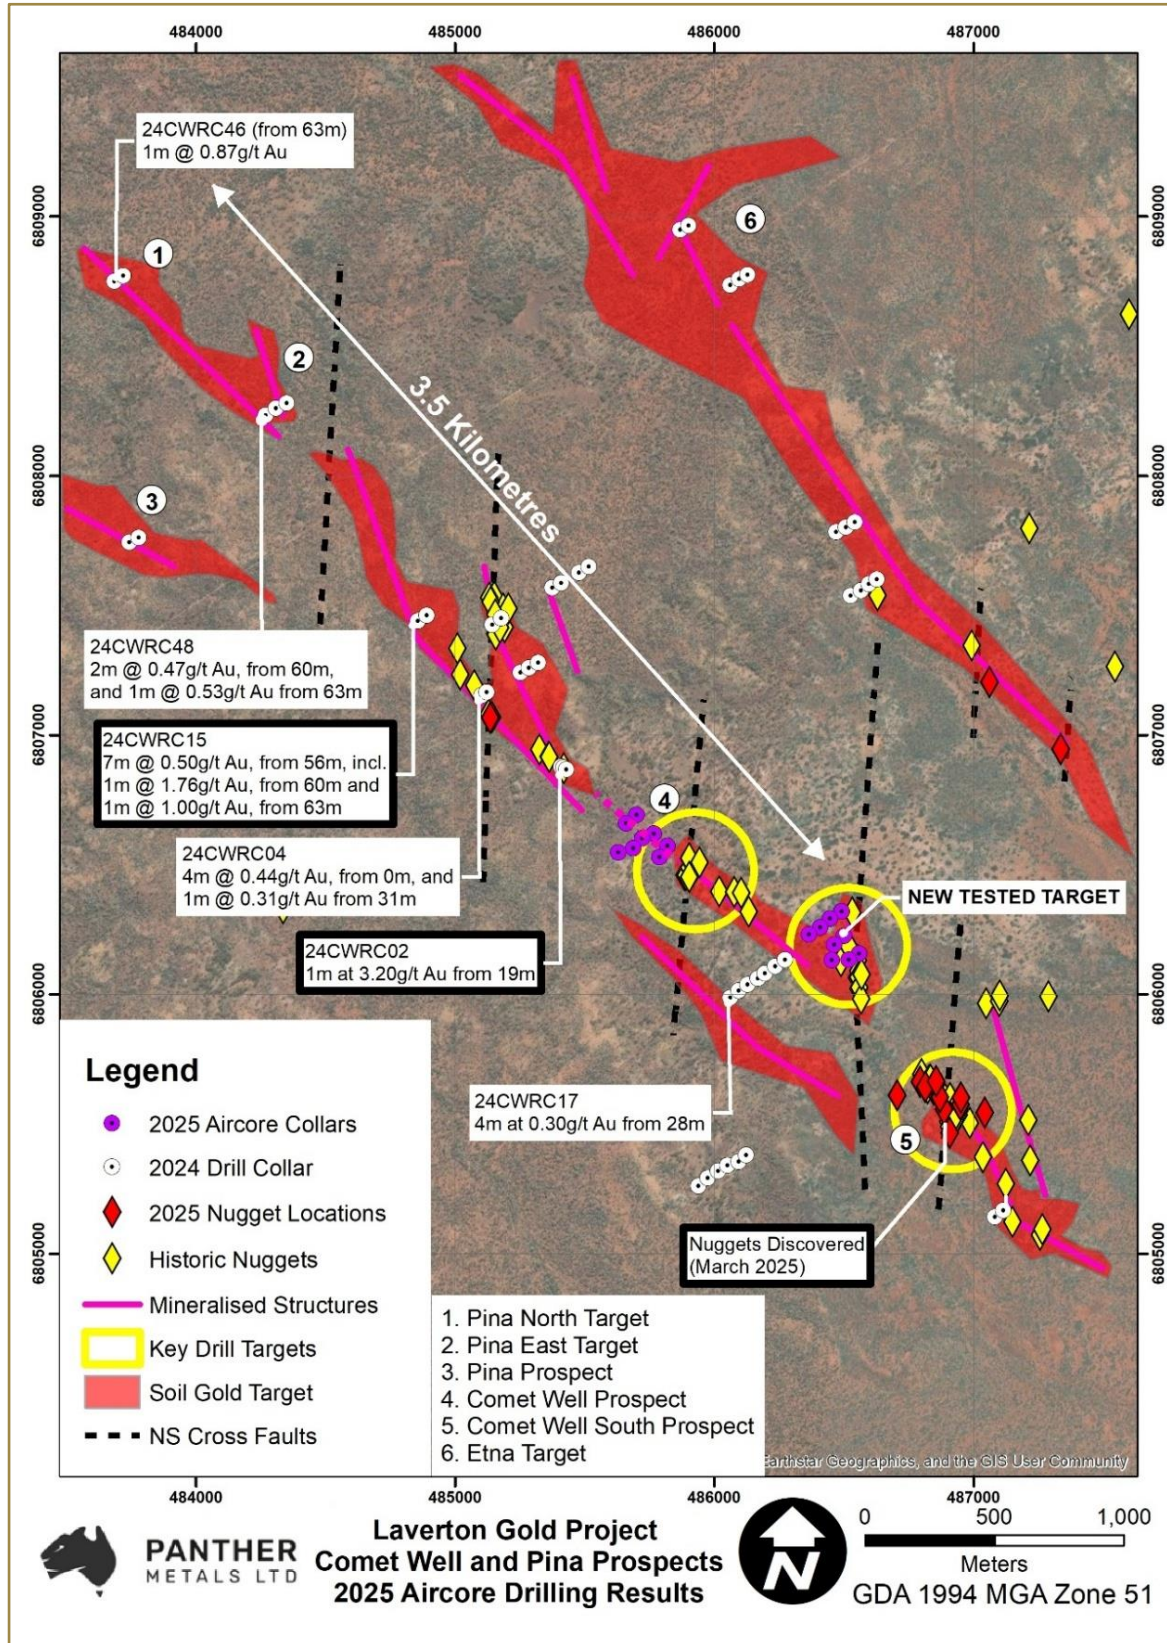 484000 485000 486000 487000
6809000
6808000
6807000
6806000
6805000
6809000
6808000
6807000
6806000
6805000
24CWRC46 (from 63m)
1m @ 0.87g/t Au
1
6
2
3.5 Kilometres
3
24CWRC48
2m @ 0.47g/t Au, from 60m,
and 1m @ 0.53g/t Au from 63m
24CWRC15
7m @ 0.50g/t Au, from 56m, incl.
1m @ 1.76g/t Au, from 60m and
1m @ 1.00g/t Au, from 63m
4
24CWRC04
4m @ 0.44g/t Au, from 0m, and
1m @ 0.31g/t Au from 31m
NEW TESTED TARGET
24CWRC02
1m at 3.20g/t Au from 19m
24CWRC17
4m at 0.30g/t Au from 28m
5
Nuggets Discovered
(March 2025)
Legend
2025 Aircore Collars
2024 Drill Collar
2025 Nugget Locations
Historic Nuggets
Mineralised Structures
Key Drill Targets
Soil Gold Target
NS Cross Faults
1. Pina North Target
2. Pina East Target
3. Pina Prospect
4. Comet Well Prospect
5. Comet Well South Prospect
6. Etna Target
Earthstar Geographics, and the GIS User Community
484000 485000 486000 487000
PANTHER
METALS LTD
Laverton Gold Project
Comet Well and Pina Prospects
2025 Aircore Drilling Results
N
0 500 1,000
Meters
GDA 1994 MGA Zone 51